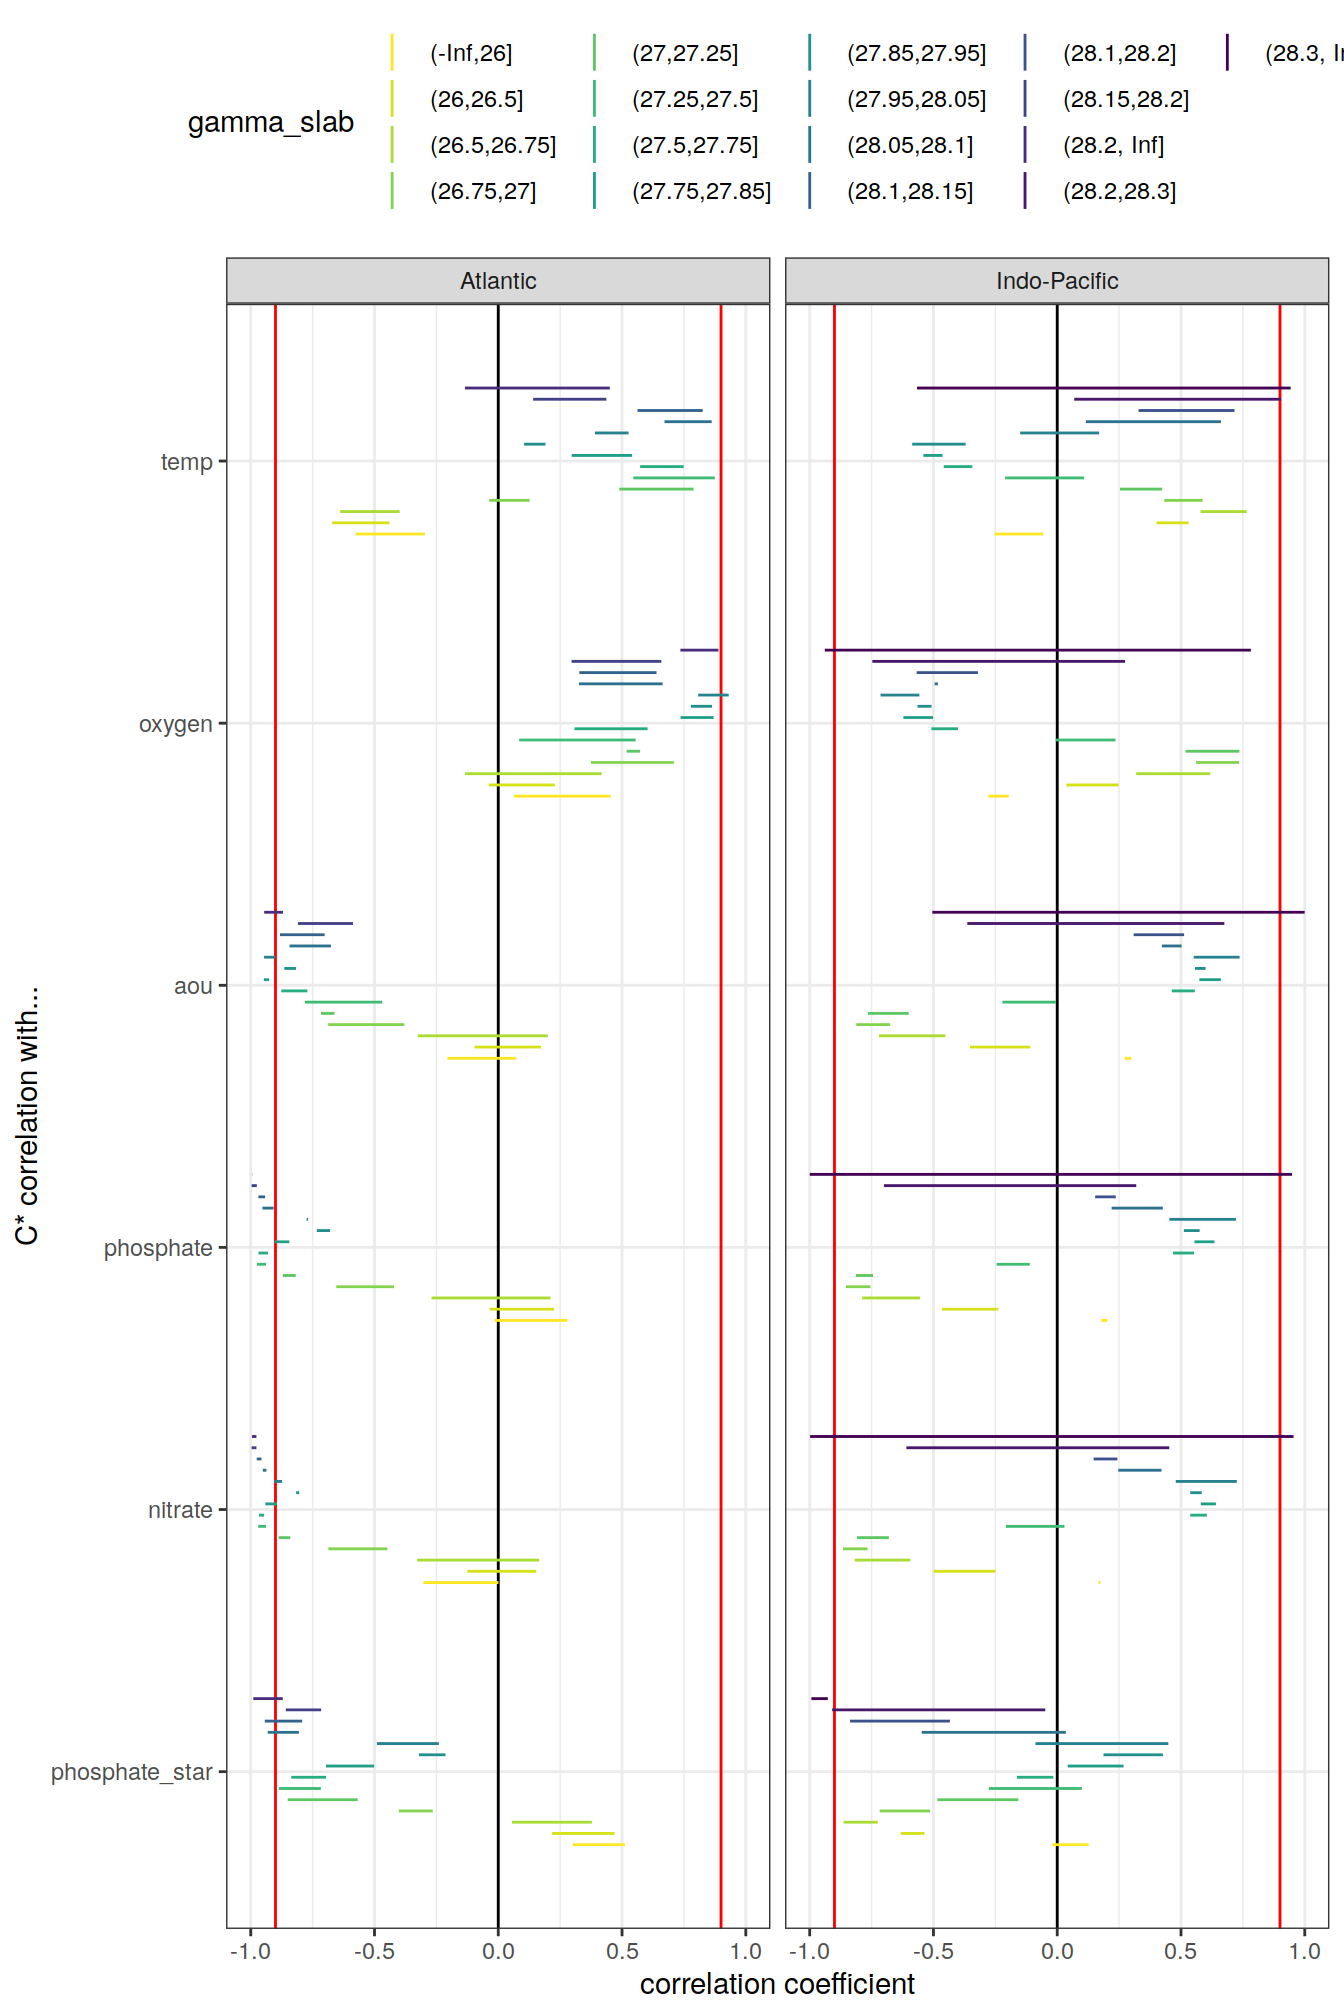 gamma_slab
(-Inf,26] (27,27.25] (27.85,27.95] (28.1,28.2] (28.3,
(26,26.5] (27.25,27.5] (27.95,28.05] (28.15,28.2]
(26.5,26.75] (27.5,27.75] (28.05,28.1] (28.2, Inf]
(26.75,27] (27.75,27.85] (28.1,28.15] (28.2,28.3]
Atlantic Indo-Pacific
C* correlation with...
temp
oxygen
aou
phosphate
nitrate
phosphate_star
-1.0 -0.5 0.0 0.5 1.0 -1.0 -0.5 0.0 0.5 1.0
correlation coefficient